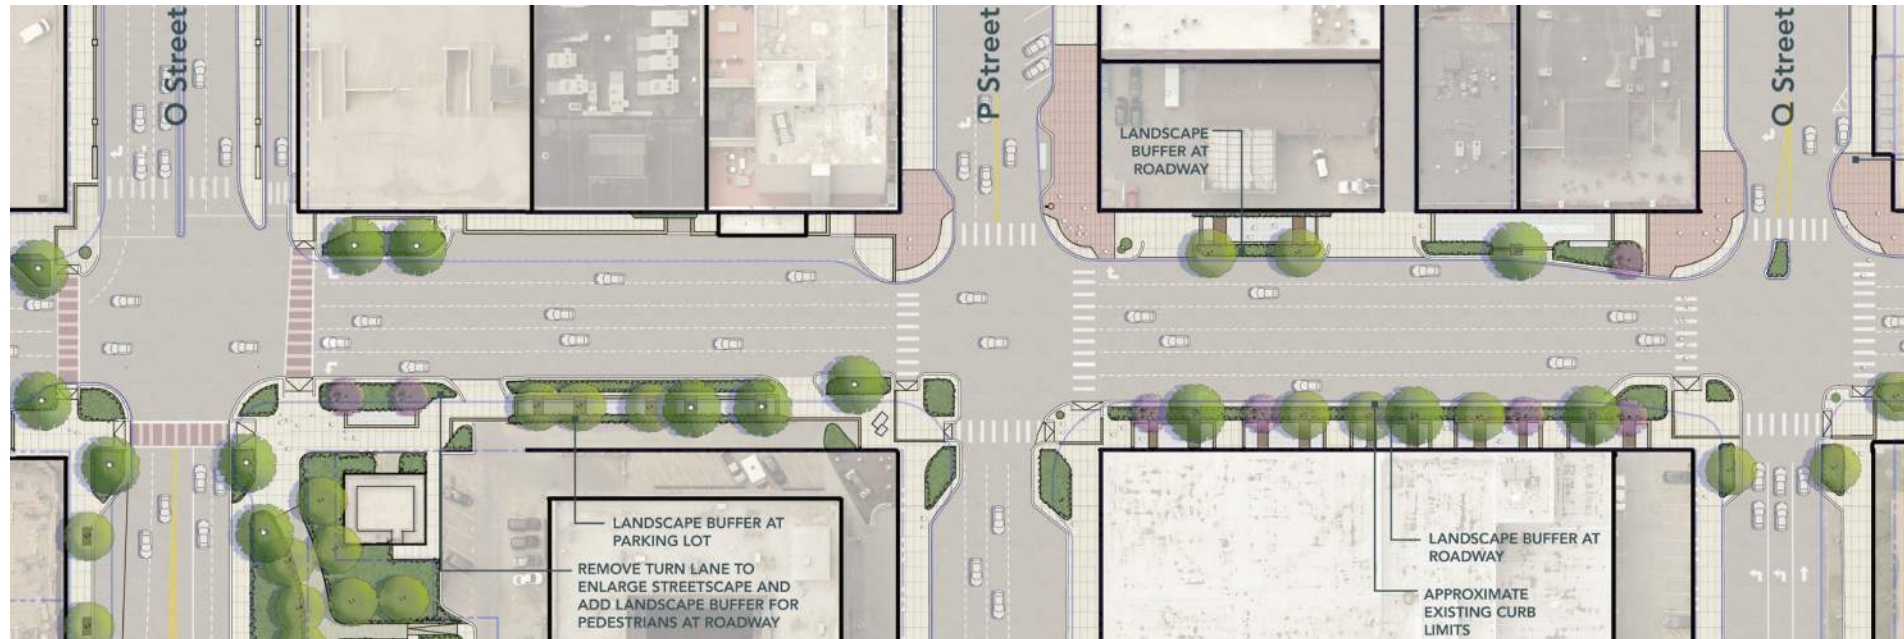 O Street
P Street
Q Street
LANDSCAPE
BUFFER AT
ROADWAY
LANDSCAPE BUFFER AT
PARKING LOT
REMOVE TURN LANE TO
ENLARGE STREETSCAPE AND
ADD LANDSCAPE BUFFER FOR
PEDESTRIANS AT ROADWAY
LANDSCAPE BUFFER AT
ROADWAY
APPROXIMATE
EXISTING CURB
LIMITS